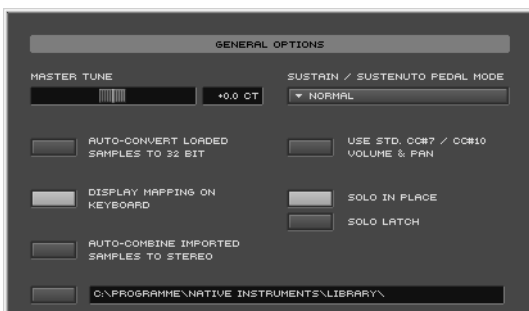 GENERAL OPTIONS
MASTER TUNE
+0.0 CT
SUSTAIN / SUSTENUTO PEDAL MODE
NORMAL
AUTO-CONVERT LOADED
SAMPLES TO 32 BIT
USE STD. CC#7 / CC#10
VOLUME & PAN
DISPLAY MAPPING ON
KEYBOARD
SOLO IN PLACE
SOLO LATCH
AUTO-COMBINE IMPORTED
SAMPLES TO STEREO
C:\PROGRAMME\NATIVE INSTRUMENTS\LIBRARY\